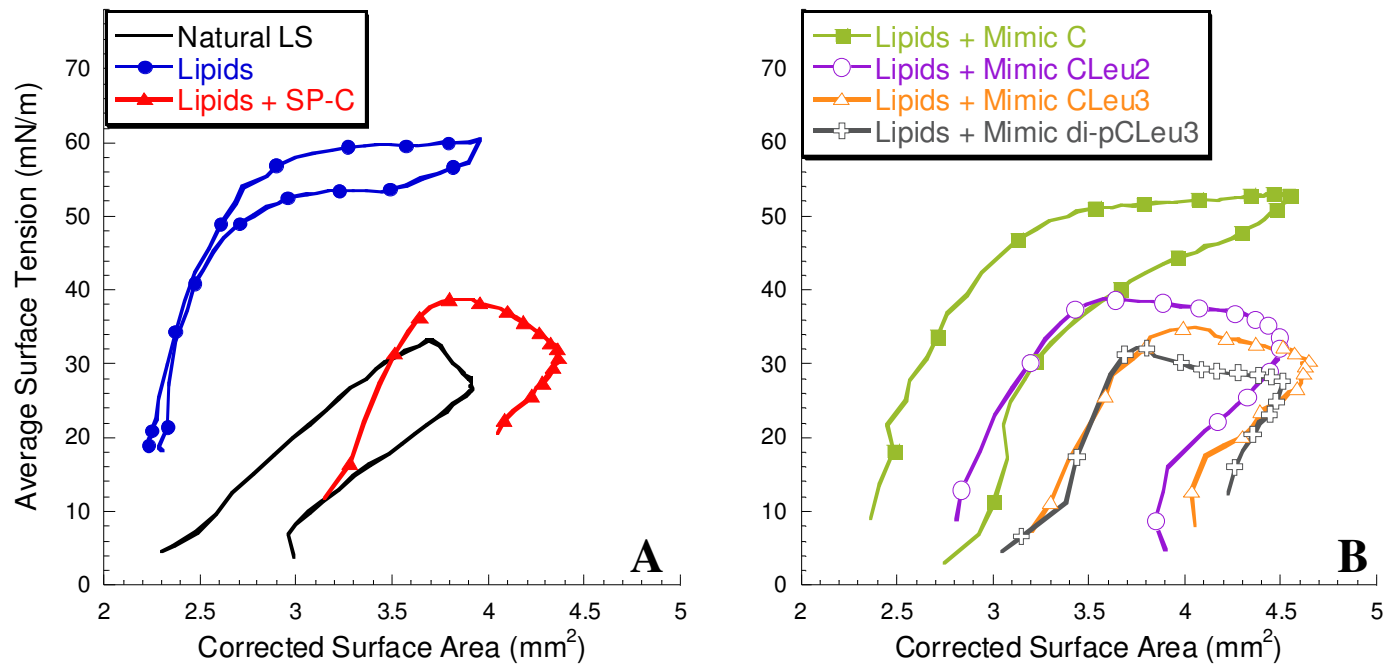 Natural LS
Lipids
Lipids + SP-C
Average Surface Tension (mN/m)
70
60
50
40
30
20
10
0
2
2.5
3
3.5
4
4.5
5
Corrected Surface Area (mm²)
A
Lipids + Mimic C
Lipids + Mimic CLeu2
Lipids + Mimic CLeu3
Lipids + Mimic di-pCLeu3
70
60
50
40
30
20
10
0
2
2.5
3
3.5
4
4.5
5
Corrected Surface Area (mm²)
B